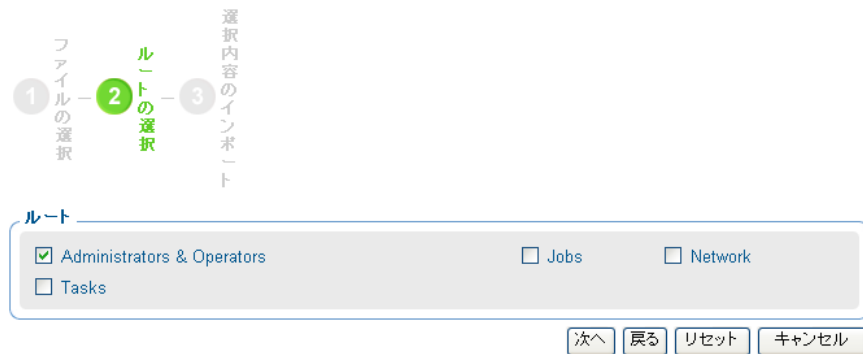 1
ファイルの選択
2
ルートの選択
3
選択内容のインポート
ルート
Administrators & Operators
Jobs
Network
Tasks
次へ 戻る リセット キャンセル